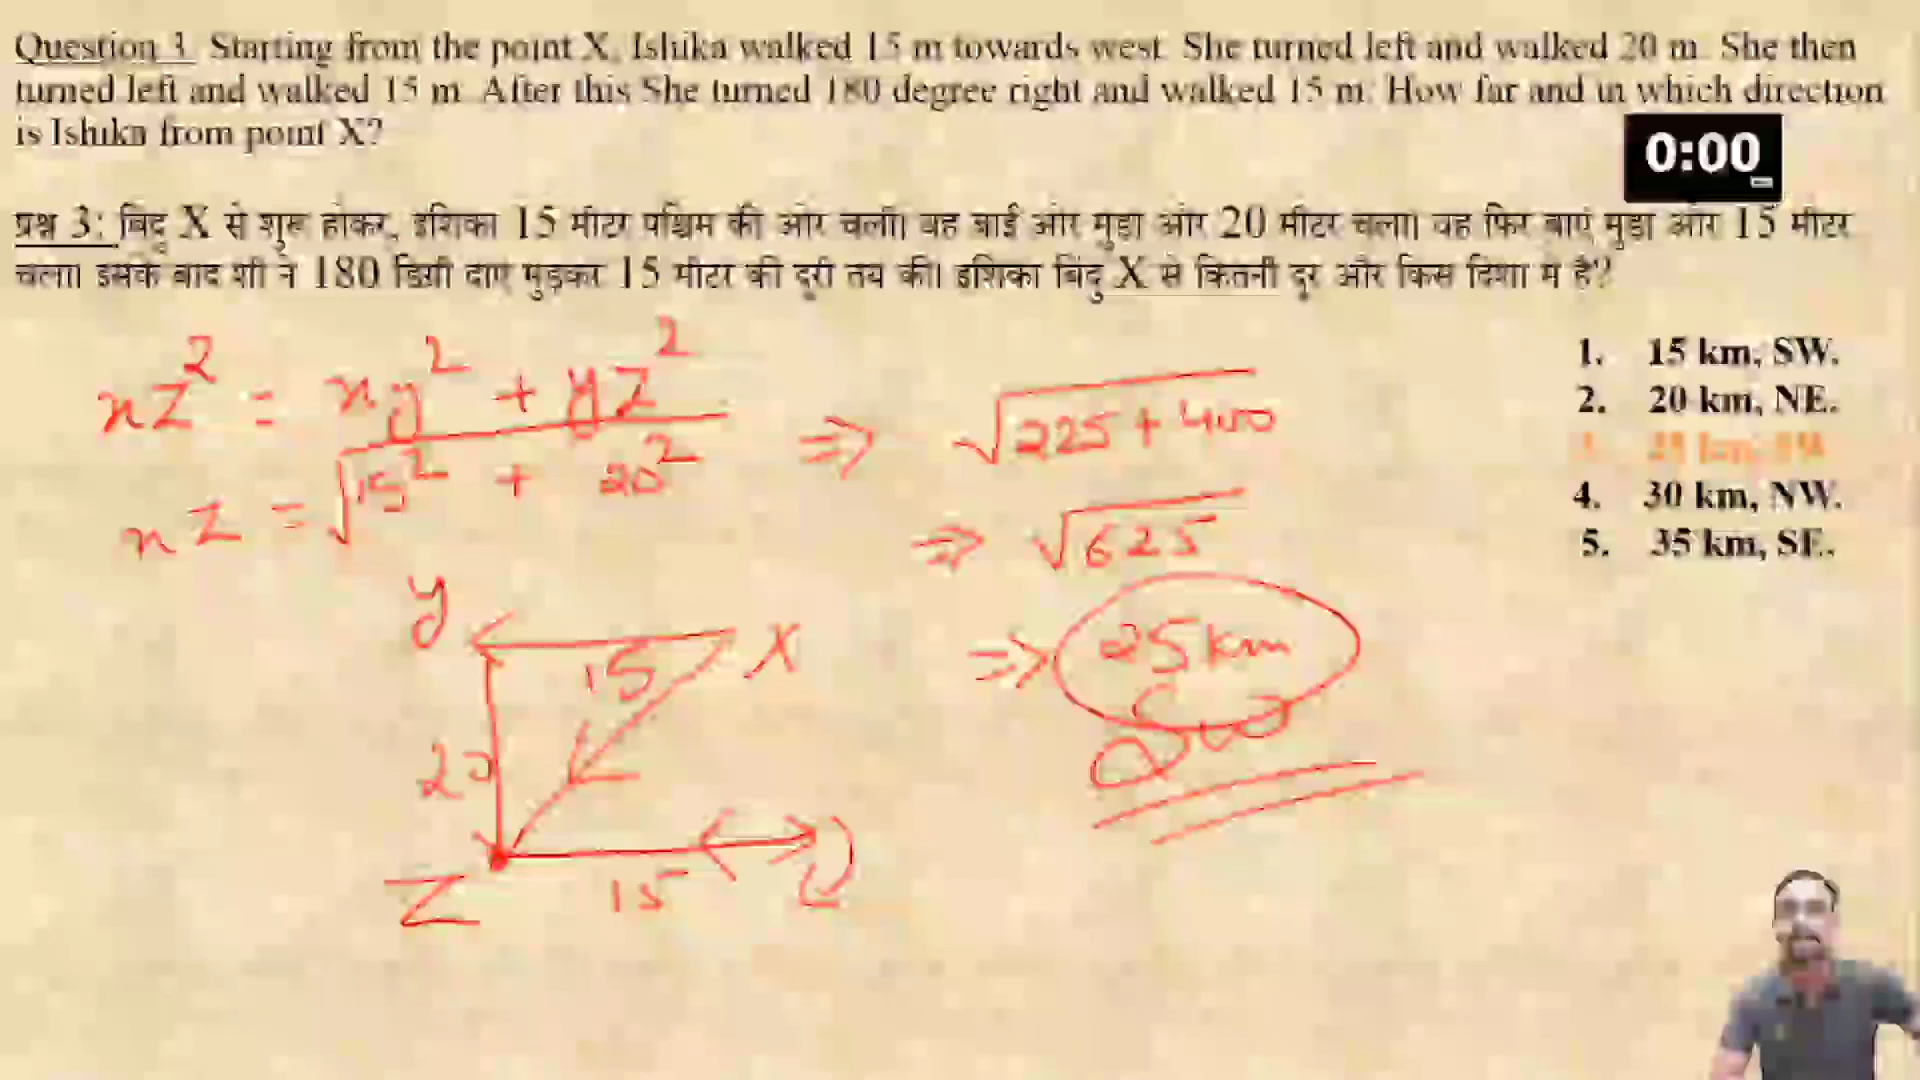 Question 3. Starting from the point X, Ishika walked 15 m towards west. She turned left and walked 20 m. She then
turned left and walked 15 m. After this She turned 180 degree right and walked 15 m. How far and in which direction
is Ishika from point X?
0:00
प्रश्न 3: बिंदु X से शुरू होकर, इशिका 15 मीटर पश्चिम की ओर चली। वह बाईं ओर मुड़ा और 20 मीटर चला। वह फिर बाएं मुड़ा और 15 मीटर
चला। इसके बाद शी ने 180 डिग्री दाएं मुड़कर 15 मीटर की दूरी तय की। इशिका बिंदु X से कितनी दूर और किस दिशा में है?
1. 15 km, SW.
2. 20 km, NE.
3. 25 km, SW.
4. 30 km, NW.
5. 35 km, SE.
xz² = xy² + yz²
xz = √15² + 20²
⇒ √225 + 400
⇒ √625
⇒ 25 km
SW
y
15
X
20
Z
15